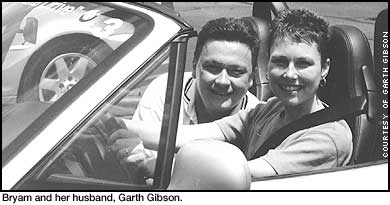 COURTESY OF GARTH GIBSON
Bryam and her husband, Garth Gibson.